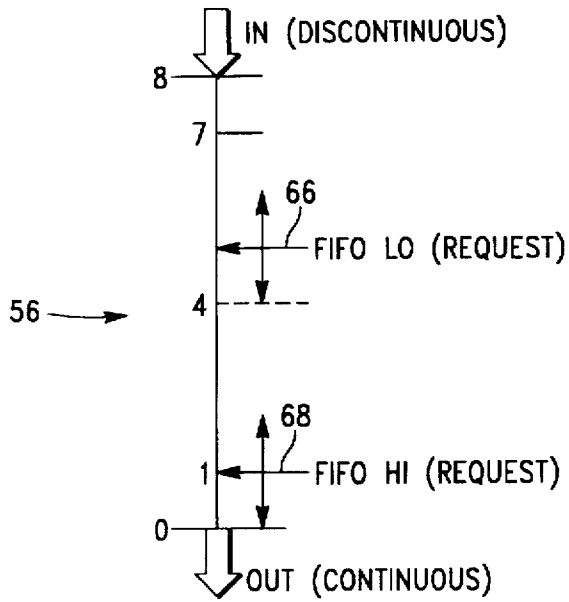 IN (DISCONTINUOUS)
8
7
66
FIFO LO (REQUEST)
56
4
68
1
FIFO HI (REQUEST)
0
OUT (CONTINUOUS)